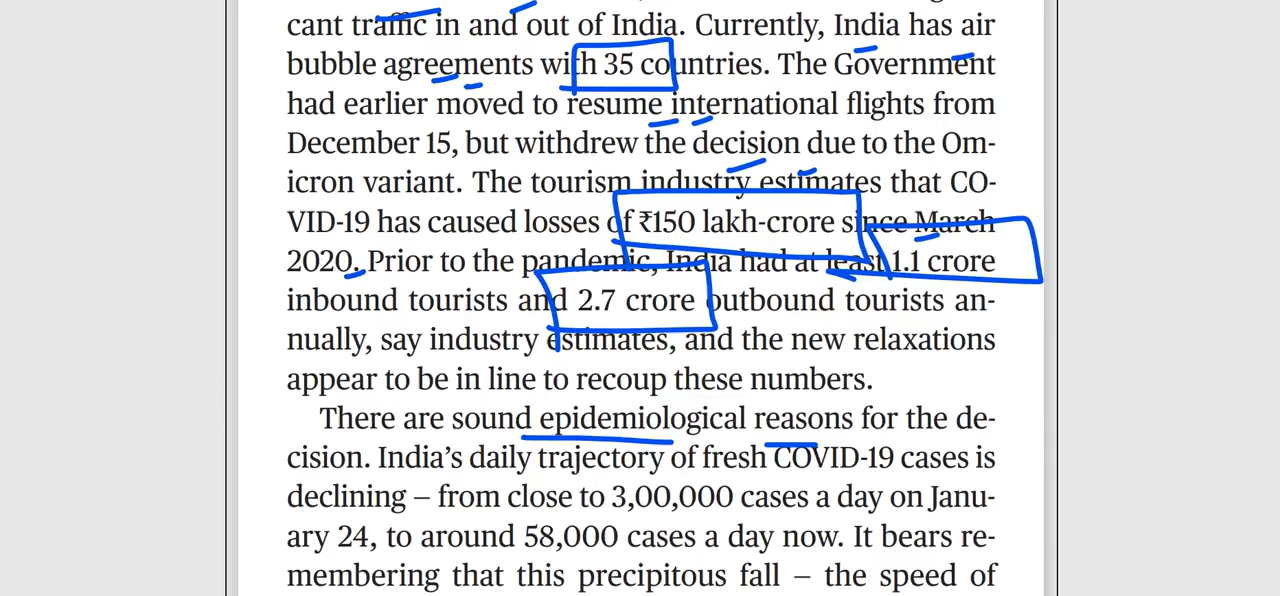 cant traffic in and out of India. Currently, India has air
bubble agreements with 35 countries. The Government
had earlier moved to resume international flights from
December 15, but withdrew the decision due to the Om-
icron variant. The tourism industry estimates that CO-
VID-19 has caused losses of ₹150 lakh-crore since March
2020. Prior to the pandemic, India had at least 1.1 crore
inbound tourists and 2.7 crore outbound tourists an-
nually, say industry estimates, and the new relaxations
appear to be in line to recoup these numbers.
There are sound epidemiological reasons for the de-
cision. India's daily trajectory of fresh COVID-19 cases is
declining – from close to 3,00,000 cases a day on Janu-
ary 24, to around 58,000 cases a day now. It bears re-
membering that this precipitous fall – the speed of